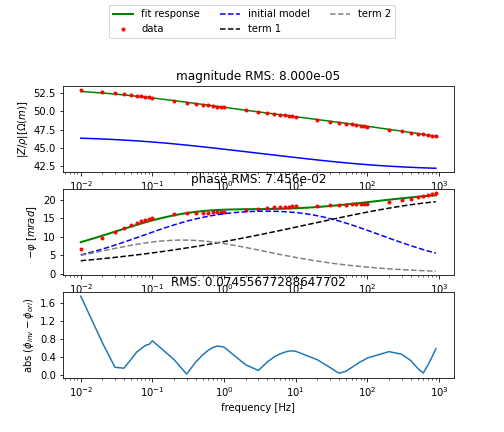 fit response initial model term 2
data term 1
magnitude RMS: 8.000e-05
|Z/ρ|[Ω(m)]
52.5
50.0
47.5
45.0
42.5
10⁻² 10⁻¹ 10⁰ 10¹ 10² 10³
phase RMS: 7.456e-02
−φ [mrad]
20
15
10
5
0
10⁻² 10⁻¹ 10⁰ 10¹ 10² 10³
RMS: 0.07455677288647702
abs (ϕinv − ϕori)
1.6
1.2
0.8
0.4
0.0
10⁻² 10⁻¹ 10⁰ 10¹ 10² 10³
frequency [Hz]